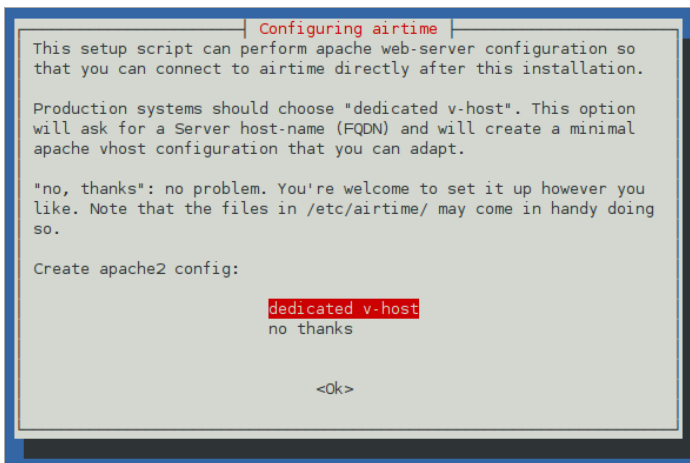 Configuring airtime
This setup script can perform apache web-server configuration so
that you can connect to airtime directly after this installation.
Production systems should choose "dedicated v-host". This option
will ask for a Server host-name (FQDN) and will create a minimal
apache vhost configuration that you can adapt.
"no, thanks": no problem. You're welcome to set it up however you
like. Note that the files in /etc/airtime/ may come in handy doing
so.
Create apache2 config:
dedicated v-host
no thanks
<Ok>